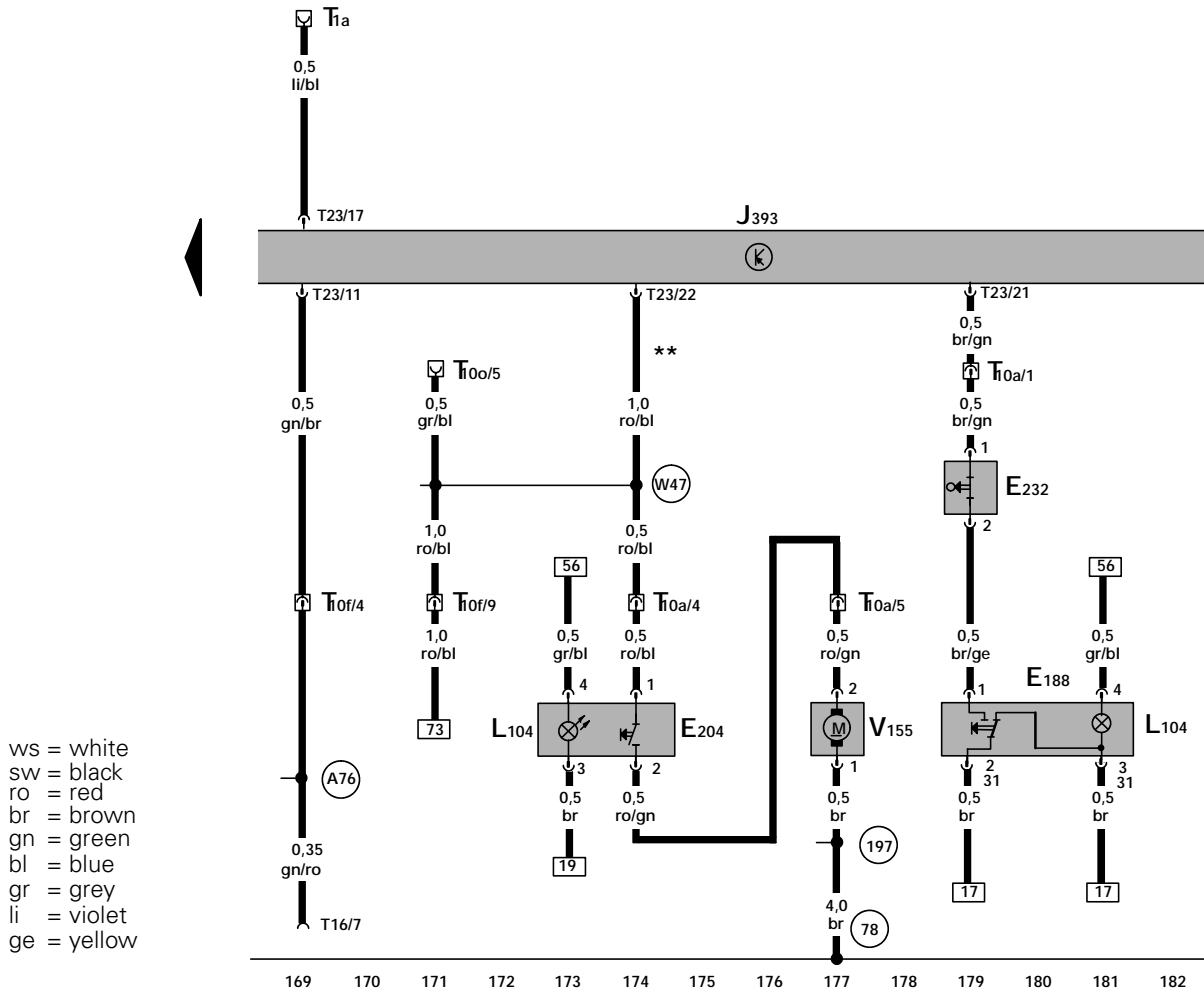 T1a
0,5
li/bl
T23/17
J393
T23/11
T23/22
T23/21
0,5
br/gn
**
T10o/5
T10a/1
0,5
gn/br
0,5
gr/bl
1,0
ro/bl
0,5
br/gn
1
W47
E232
2
1,0
ro/bl
0,5
ro/bl
56
56
T10f/4
T10f/9
T10a/4
T10a/5
1,0
ro/bl
0,5
gr/bl
0,5
ro/bl
0,5
ro/gn
0,5
br/ge
0,5
gr/bl
E188
4
1
2
1
4
73
L104
E204
M
V155
L104
ws = white
sw = black
ro = red
br = brown
gn = green
bl = blue
gr = grey
li = violet
ge = yellow
A76
3
2
1
2
31
3
31
0,5
br
0,5
ro/gn
0,5
br
0,5
br
0,5
br
0,35
gn/ro
19
197
17
17
4,0
br
78
T16/7
169 170 171 172 173 174 175 176 177 178 179 180 181 182